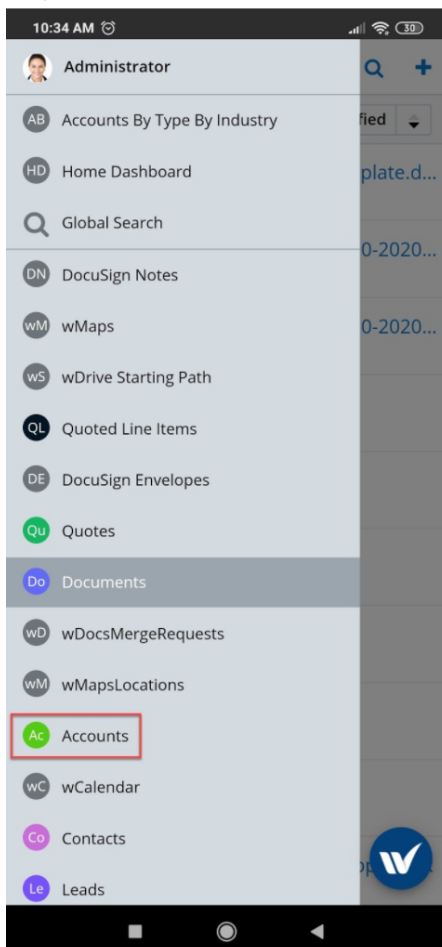 10:34 AM
30
Administrator
AB Accounts By Type By Industry
fied
HD Home Dashboard
plate.d...
Global Search
0-2020...
DN DocuSign Notes
wM wMaps
0-2020...
wS wDrive Starting Path
QL Quoted Line Items
DE DocuSign Envelopes
Qu Quotes
Do Documents
wD wDocsMergeRequests
wM wMapsLocations
Ac Accounts
wC wCalendar
Co Contacts
Le Leads